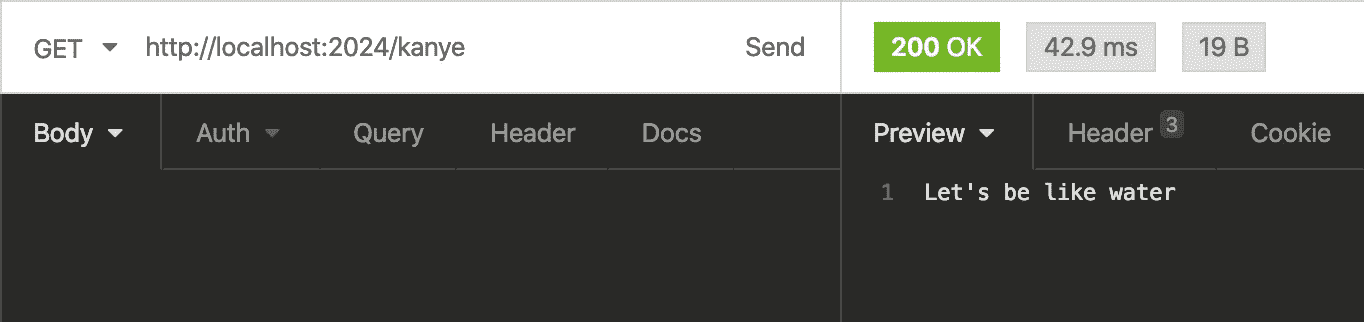 GET http://localhost:2024/kanye Send 200 OK 42.9 ms 19 B
Body Auth Query Header Docs Preview Header 3 Cookie
1 Let's be like water